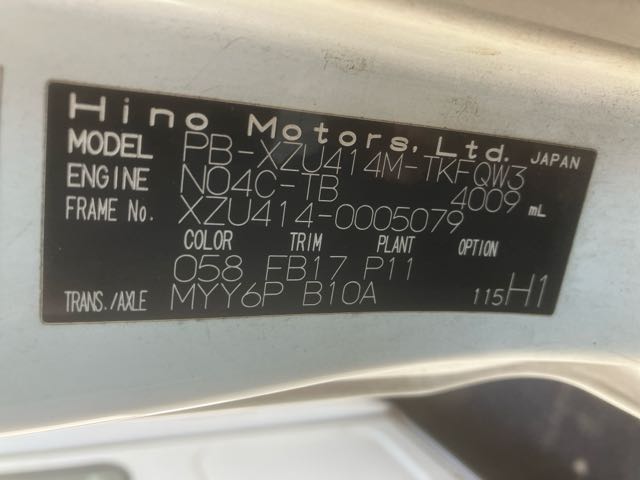 Hino Motors, Ltd. JAPAN
MODEL PB-XZU414M-TKFQW3
ENGINE N04C-TB 4009 mL
FRAME No. XZU414-0005079
COLOR TRIM PLANT OPTION
058 FB17 P11
TRANS./AXLE MYY6P B10A 115H1